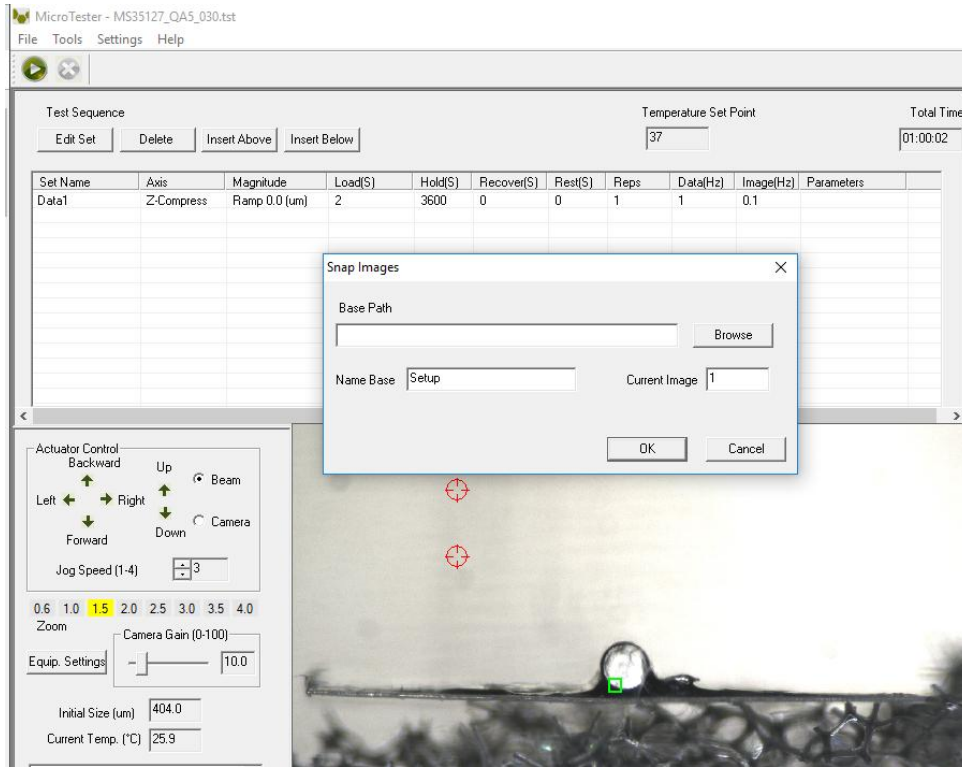 MicroTester - MS35127_QA5_030.tst
File Tools Settings Help
Test Sequence
Temperature Set Point
Total Time
Edit Set Delete Insert Above Insert Below
37
01:00:02
Set Name Axis Magnitude Load(S) Hold(S) Recover(S) Rest(S) Reps Data(Hz) Image(Hz) Parameters
Data1 Z-Compress Ramp 0.0 (um) 2 3600 0 0 1 1 0.1
Snap Images
Base Path
Browse
Name Base Setup Current Image 1
OK Cancel
Actuator Control
Backward
Up
Beam
Left Right
Camera
Down
Forward
Jog Speed (1-4) 3
0.6 1.0 1.5 2.0 2.5 3.0 3.5 4.0
Zoom
Camera Gain (0-100)
Equip. Settings
10.0
Initial Size (um) 404.0
Current Temp. (°C) 25.9